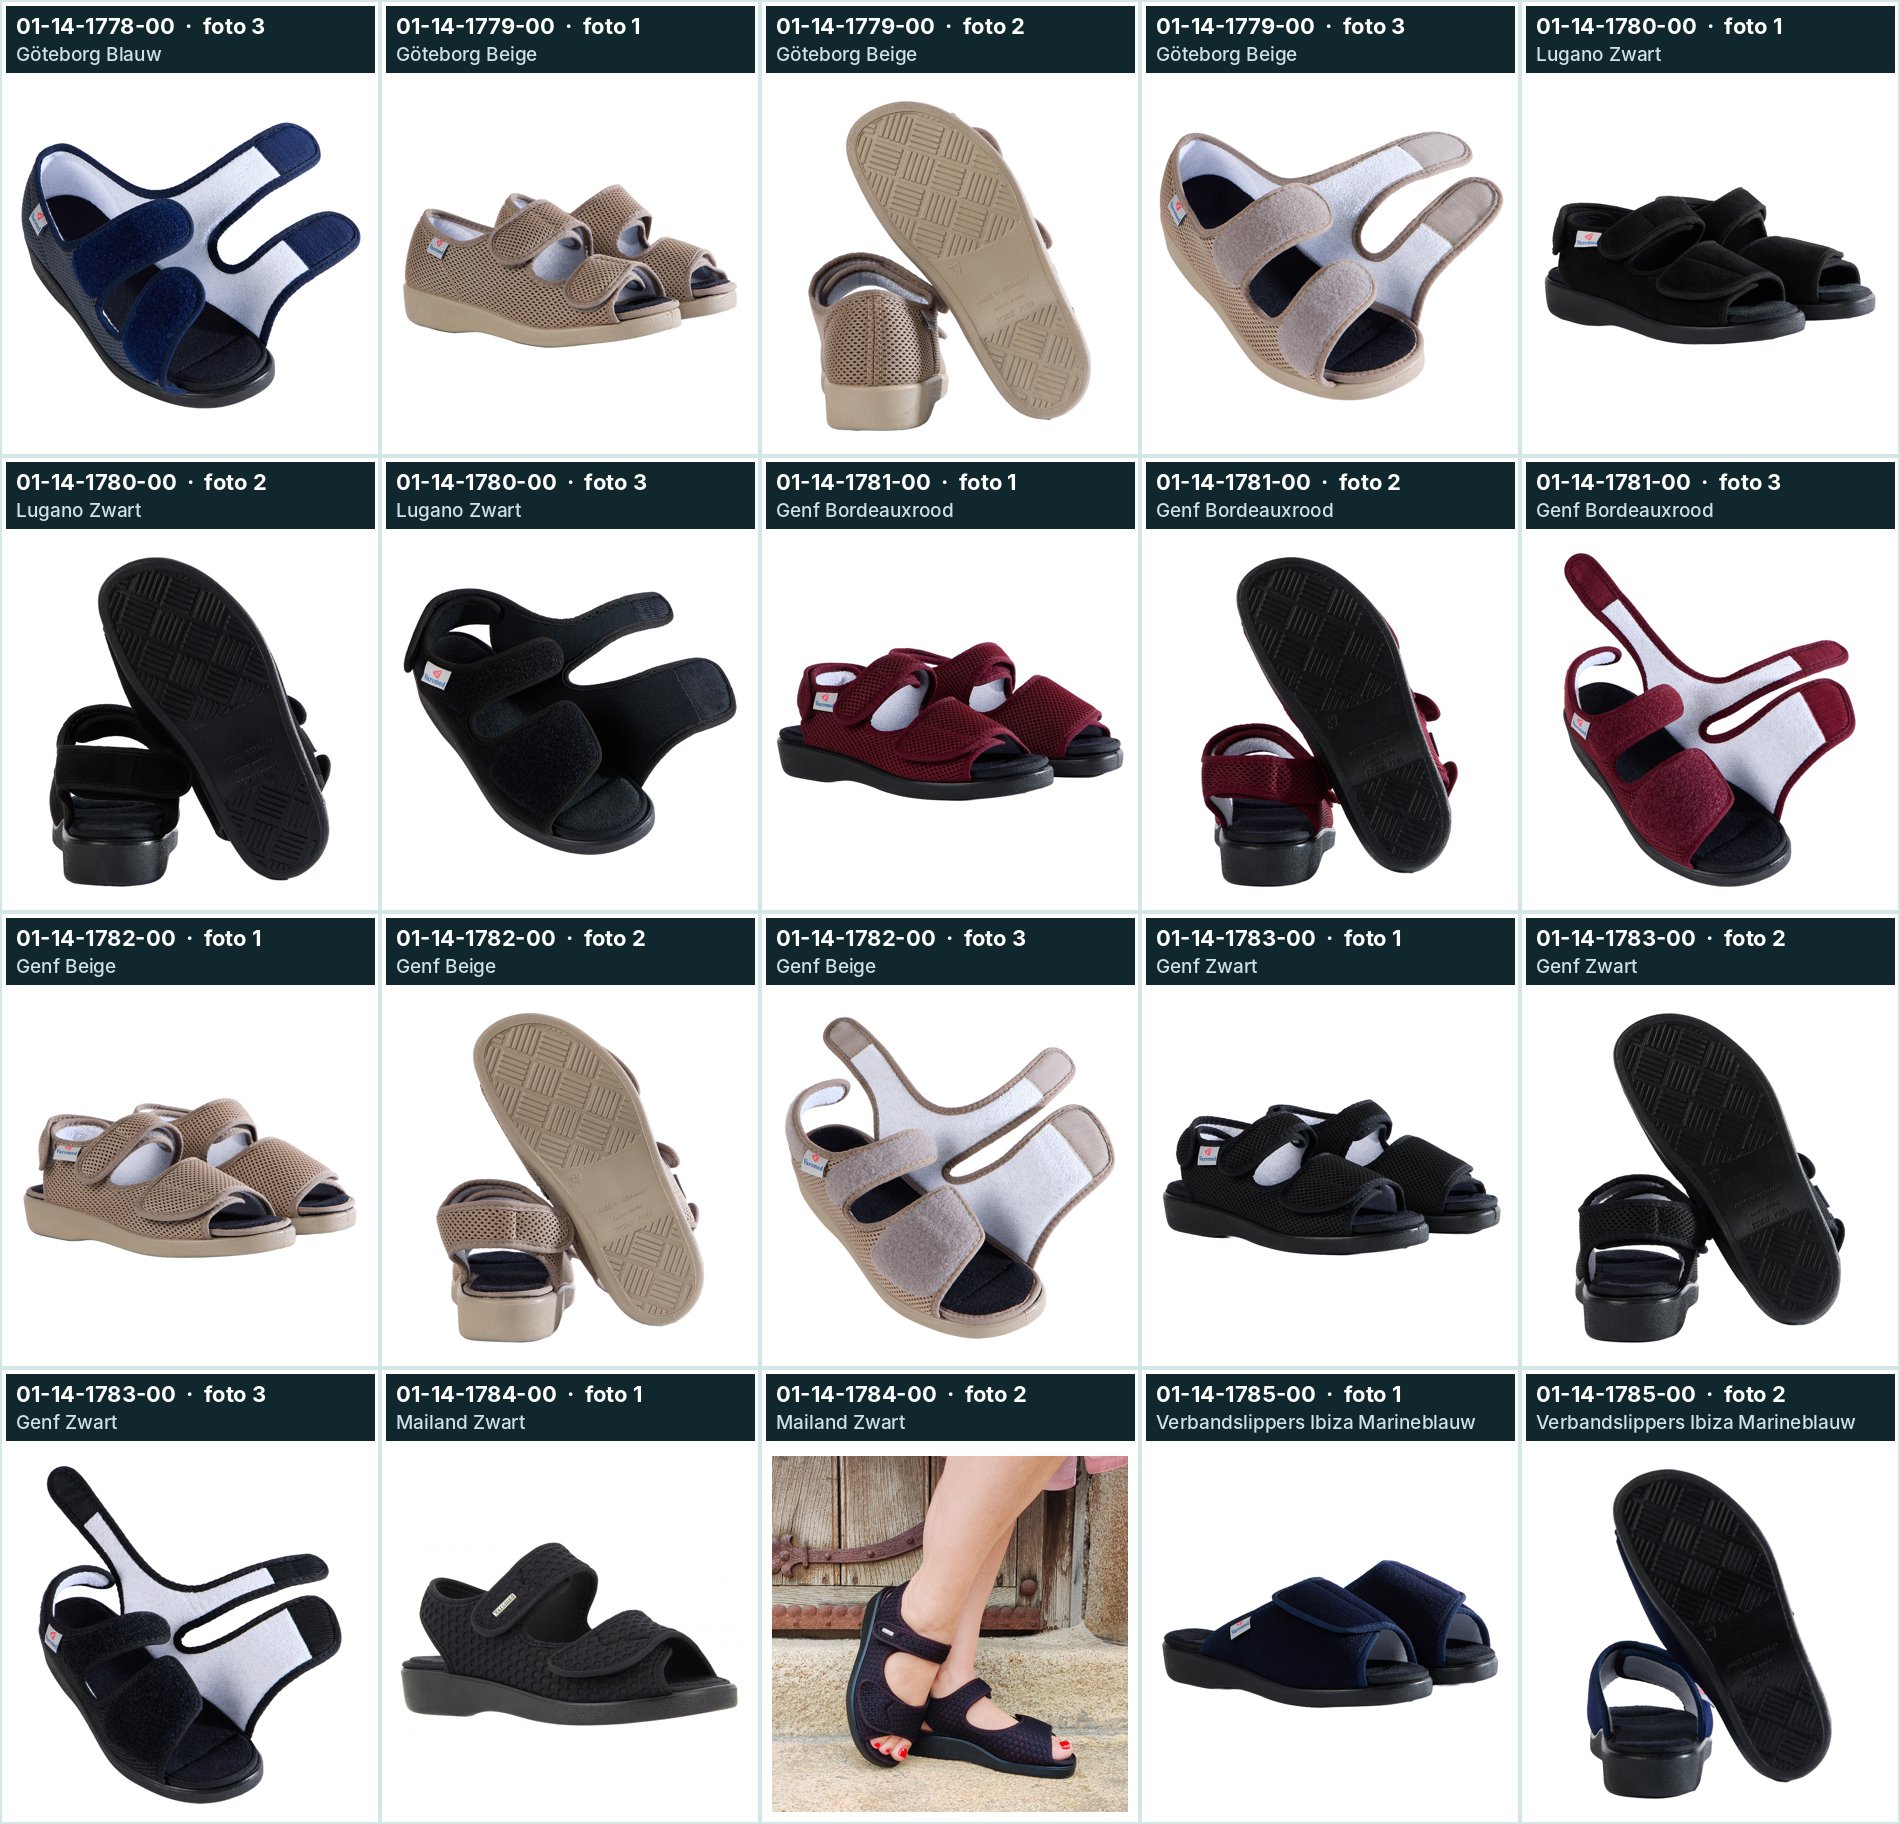 01-14-1778-00 · foto 3
Göteborg Blauw
01-14-1779-00 · foto 1
Göteborg Beige
01-14-1779-00 · foto 2
Göteborg Beige
01-14-1779-00 · foto 3
Göteborg Beige
01-14-1780-00 · foto 1
Lugano Zwart
Varomed
01-14-1780-00 · foto 2
Lugano Zwart
01-14-1780-00 · foto 3
Lugano Zwart
Varomed
01-14-1781-00 · foto 1
Genf Bordeauxrood
Varomed
01-14-1781-00 · foto 2
Genf Bordeauxrood
01-14-1781-00 · foto 3
Genf Bordeauxrood
01-14-1782-00 · foto 1
Genf Beige
Varomed
01-14-1782-00 · foto 2
Genf Beige
01-14-1782-00 · foto 3
Genf Beige
Varomed
01-14-1783-00 · foto 1
Genf Zwart
Varomed
01-14-1783-00 · foto 2
Genf Zwart
01-14-1783-00 · foto 3
Genf Zwart
01-14-1784-00 · foto 1
Mailand Zwart
Varomed
01-14-1784-00 · foto 2
Mailand Zwart
01-14-1785-00 · foto 1
Verbandslippers Ibiza Marineblauw
Varomed
01-14-1785-00 · foto 2
Verbandslippers Ibiza Marineblauw